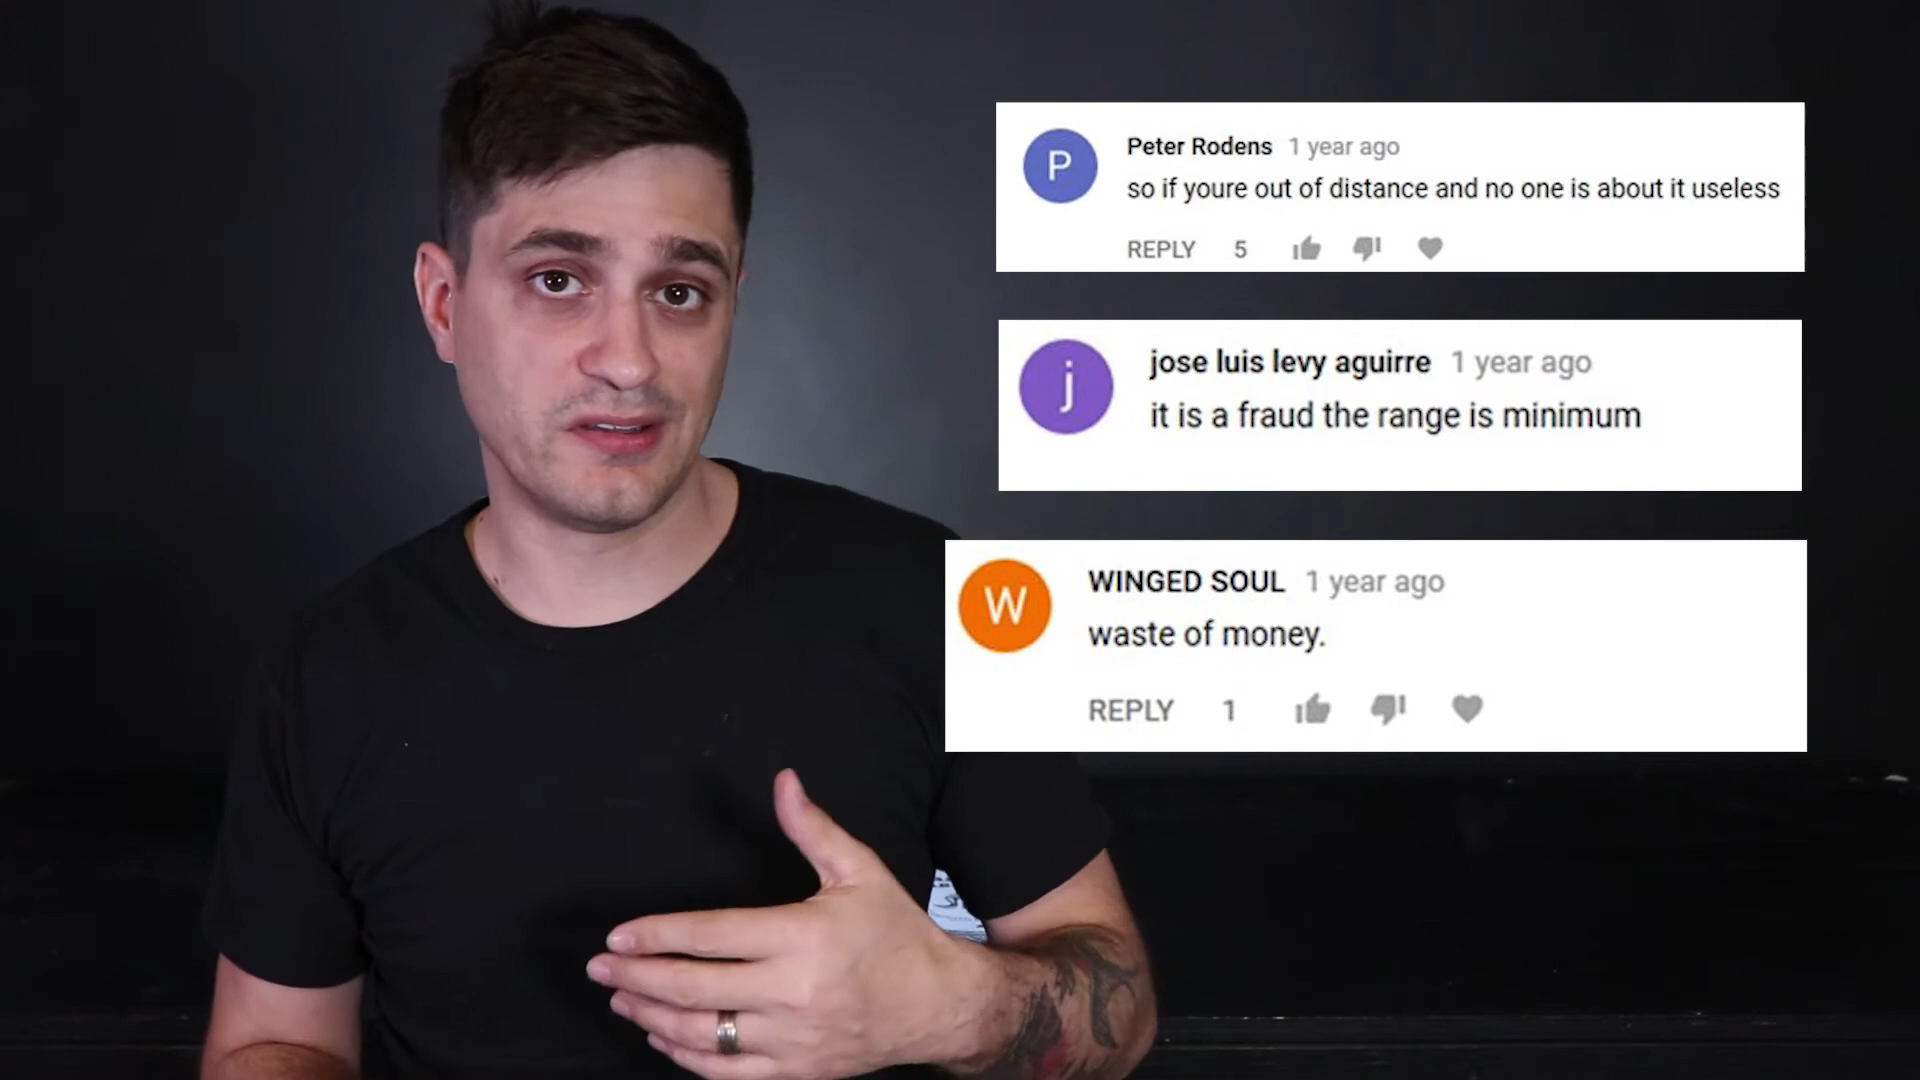 P
Peter Rodens 1 year ago
so if youre out of distance and no one is about it useless
REPLY 5
j
jose luis levy aguirre 1 year ago
it is a fraud the range is minimum
W
WINGED SOUL 1 year ago
waste of money.
REPLY 1